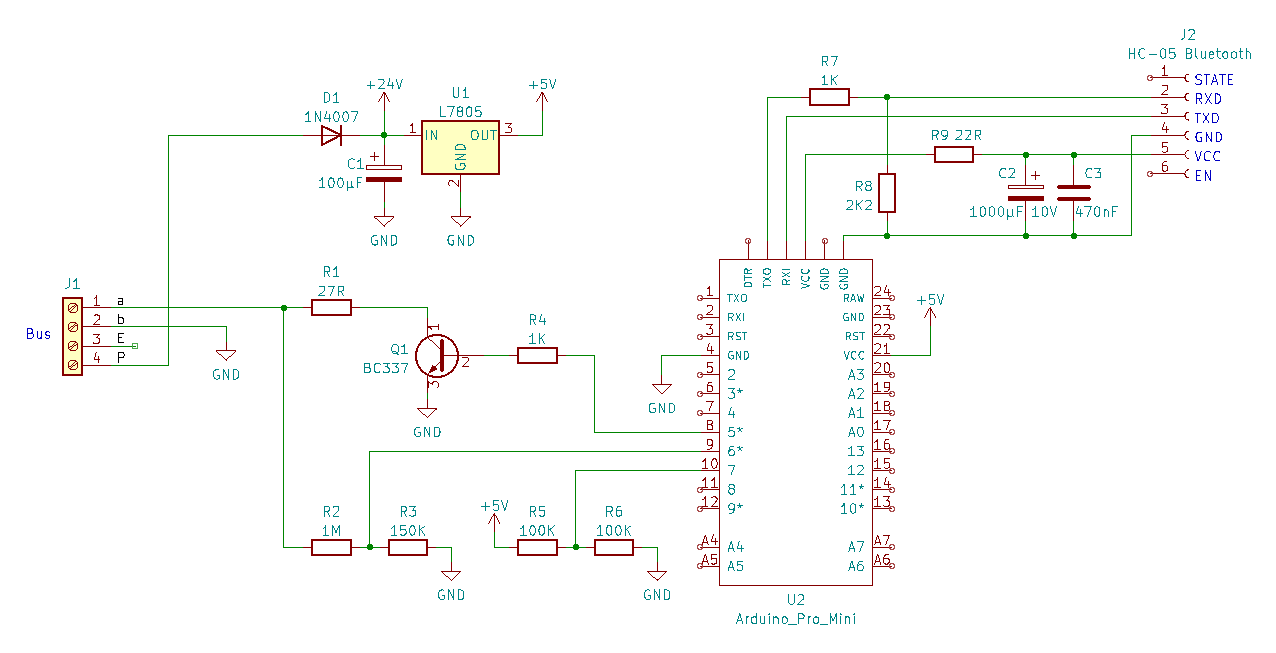 J2
HC-05 Bluetooth
R7
1K
1
STATE
2
RXD
3
TXD
4
GND
5
VCC
6
EN
+24V
+5V
D1
1N4007
U1
L7805
1
IN
OUT
3
GND
2
C1
+
100µF
GND
GND
R9 22R
R8
2K2
C2
+
1000µF 10V
C3
470nF
J1
Bus
1
a
2
b
3
E
4
P
GND
R1
27R
Q1
BC337
1
2
3
GND
R4
1K
R2
1M
R3
150K
GND
+5V
R5
100K
R6
100K
GND
GND
+5V
DTR
TXO
RXI
VCC
GND
GND
1
TXO
RAW
24
2
RXI
GND
23
3
RST
RST
22
4
GND
VCC
21
5
2
A3
20
6
3*
A2
19
7
4
A1
18
8
5*
A0
17
9
6*
13
16
10
7
12
15
11
8
11*
14
12
9*
10*
13
A4
A4
A7
A7
A5
A5
A6
A6
U2
Arduino_Pro_Mini